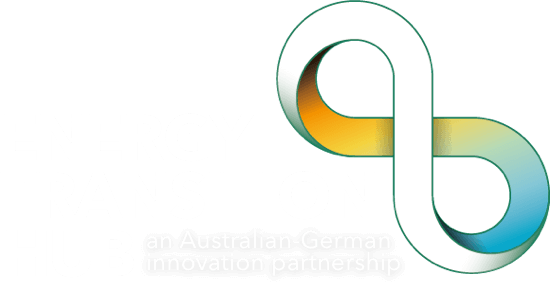 an Australian-German
innovation partnership